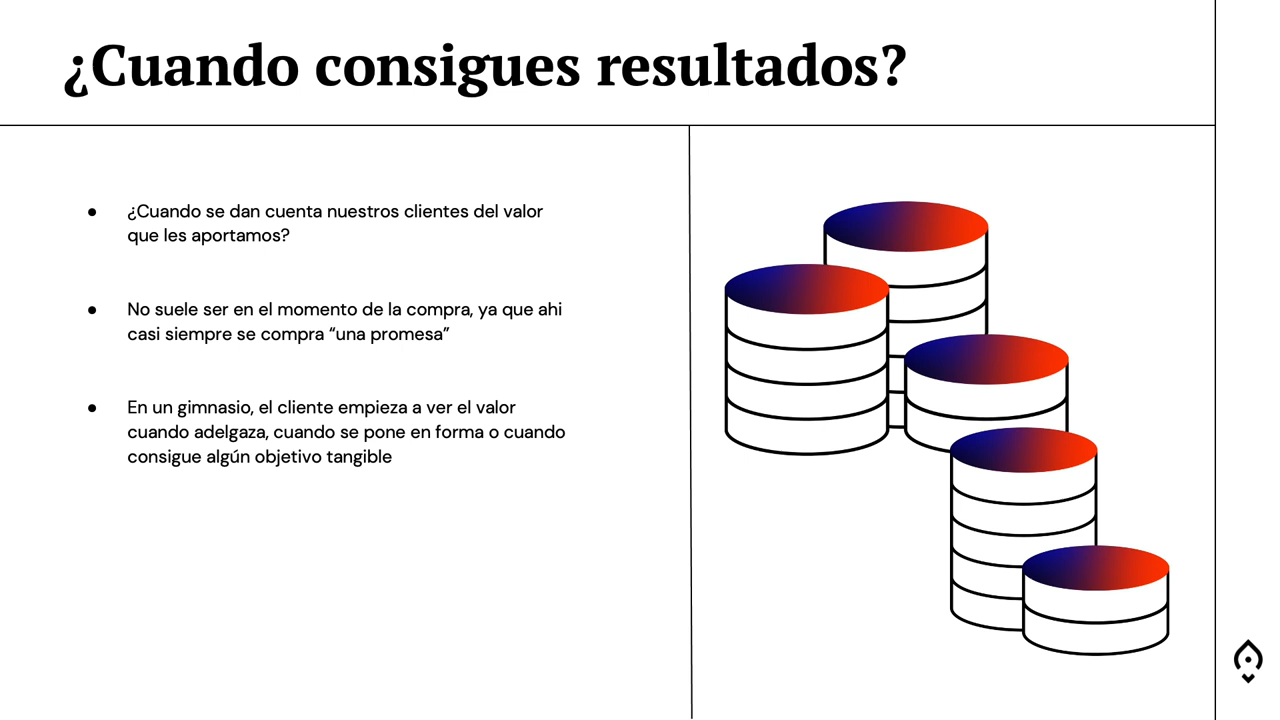 ¿Cuando consigues resultados?
● ¿Cuando se dan cuenta nuestros clientes del valor
que les aportamos?
● No suele ser en el momento de la compra, ya que ahi
casi siempre se compra “una promesa”
● En un gimnasio, el cliente empieza a ver el valor
cuando adelgaza, cuando se pone en forma o cuando
consigue algún objetivo tangible